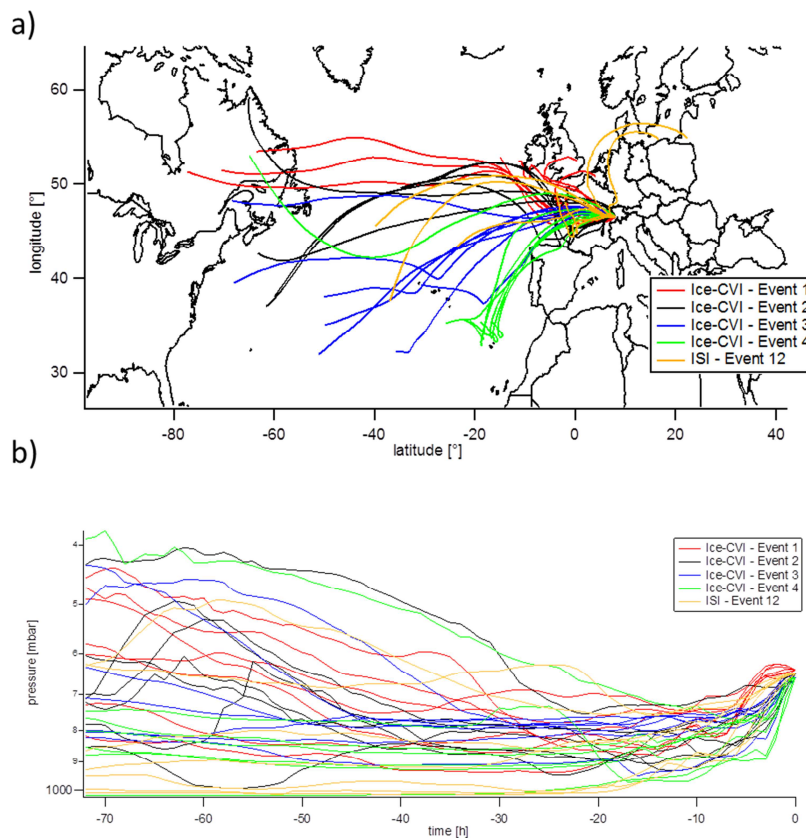 a)
60
50
40
30
longitude [°]
-80
-60
-40
-20
0
20
40
latitude [°]
Ice-CVI - Event 1
Ice-CVI - Event 2
Ice-CVI - Event 3
Ice-CVI - Event 4
ISI - Event 12
b)
4
5
6
7
8
9
1000
pressure [mbar]
-70
-60
-50
-40
-30
-20
-10
0
time [h]
Ice-CVI - Event 1
Ice-CVI - Event 2
Ice-CVI - Event 3
Ice-CVI - Event 4
ISI - Event 12